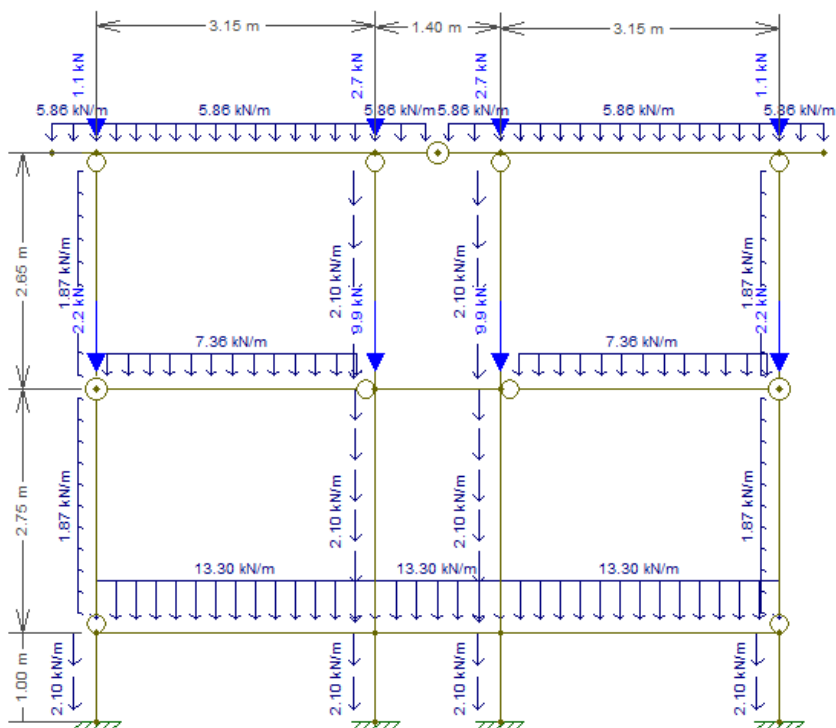 3.15 m
1.40 m
3.15 m
1.1 kN
2.7 kN
2.7 kN
1.1 kN
5.86 kN/m
5.86 kN/m
5.86 kN/m
5.86 kN/m
5.86 kN/m
5.86 kN/m
2.65 m
1.87 kN/m
2.10 kN/m
2.10 kN/m
1.87 kN/m
2.2 kN
9.9 kN
9.9 kN
2.2 kN
7.36 kN/m
7.36 kN/m
2.75 m
1.87 kN/m
2.10 kN/m
2.10 kN/m
1.87 kN/m
13.30 kN/m
13.30 kN/m
13.30 kN/m
1.00 m
2.10 kN/m
2.10 kN/m
2.10 kN/m
2.10 kN/m